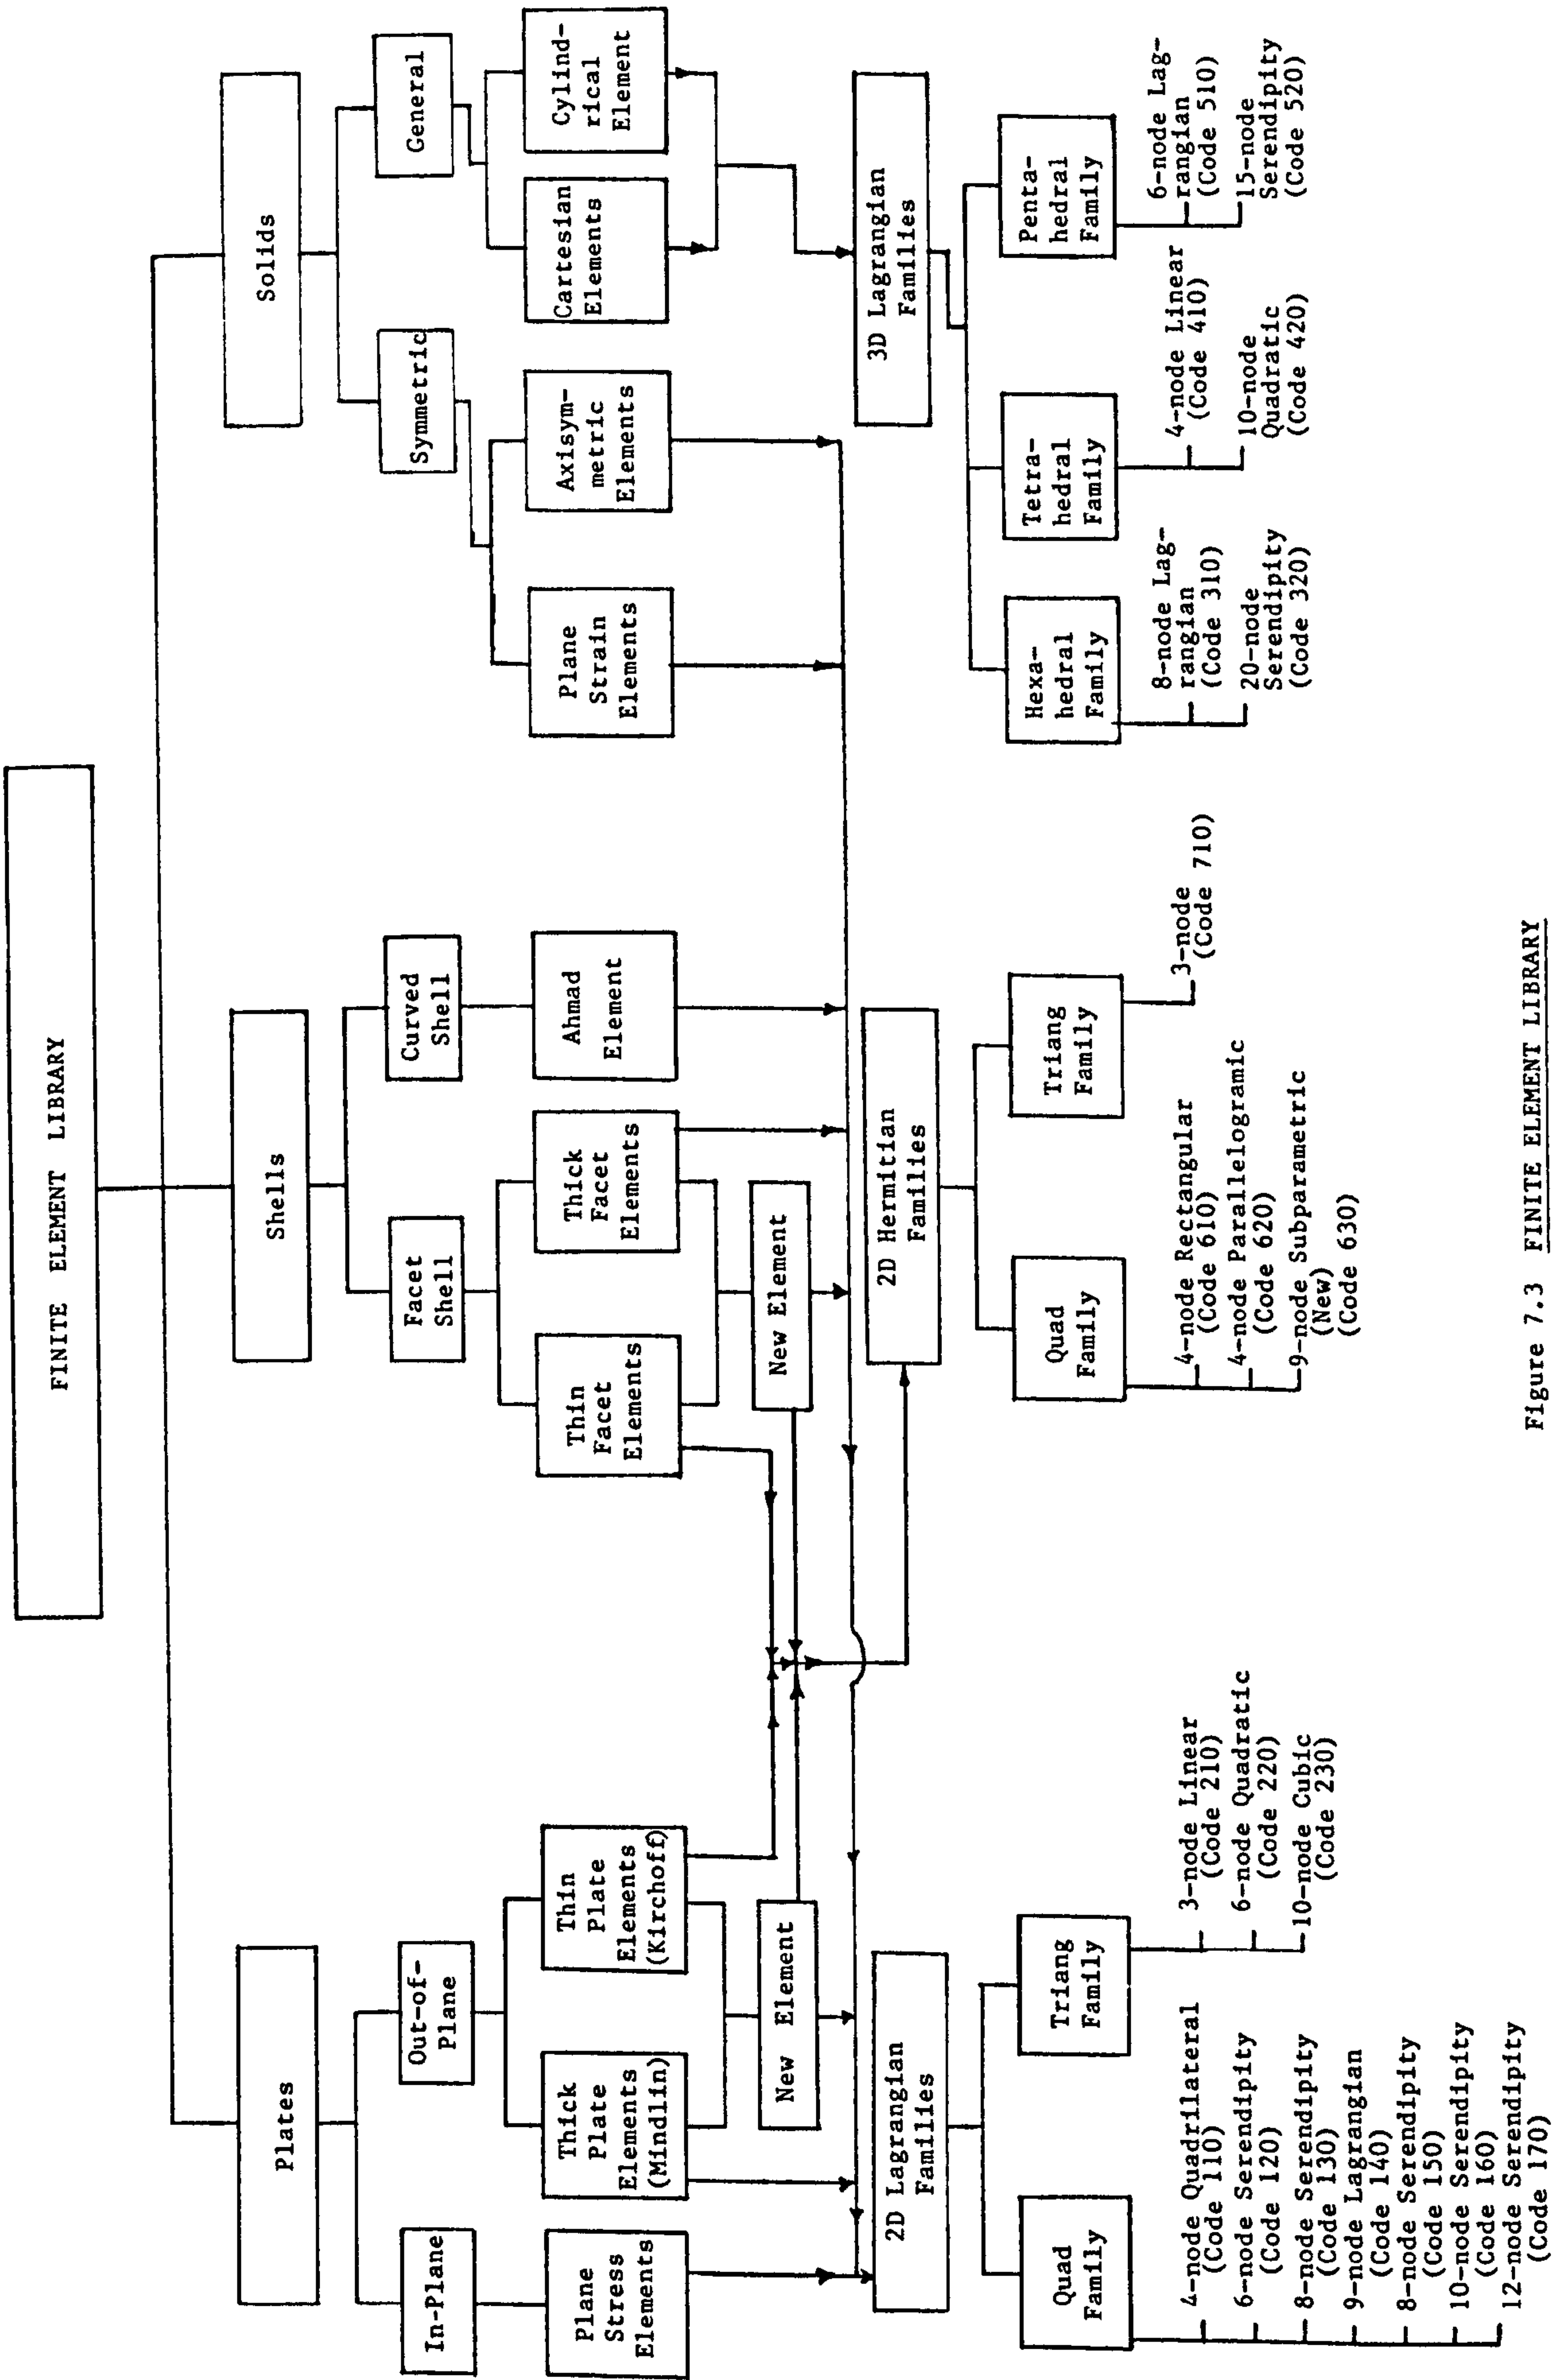 FINITE ELEMENT LIBRARY
Plates
Shells
Solids
In-Plane
Out-of-
Plane
Facet
Shell
Curved
Shell
Symmetric
General
Plane
Stress
Elements
Thick
Plate
Elements
(Mindlin)
Thin
Plate
Elements
(Kirchoff)
Thin
Facet
Elements
Thick
Facet
Elements
Ahmad
Element
Plane
Strain
Elements
Axisym-
metric
Elements
Cartesian
Elements
Cylind-
rical
Element
New Element
New Element
2D Lagrangian
Families
2D Hermitian
Families
3D Lagrangian
Families
Quad
Family
Triang
Family
Quad
Family
Triang
Family
Hexa-
hedral
Family
Tetra-
hedral
Family
Penta-
hedral
Family
4-node Quadrilateral
(Code 110)
6-node Serendipity
(Code 120)
8-node Serendipity
(Code 130)
9-node Lagrangian
(Code 140)
8-node Serendipity
(Code 150)
10-node Serendipity
(Code 160)
12-node Serendipity
(Code 170)
3-node Linear
(Code 210)
6-node Quadratic
(Code 220)
10-node Cubic
(Code 230)
4-node Rectangular
(Code 610)
4-node Parallelogramic
(Code 620)
9-node Subparametric
(New)
(Code 630)
3-node
(Code 710)
8-node Lag-
rangian
(Code 310)
20-node
Serendipity
(Code 320)
4-node Linear
(Code 410)
10-node
Quadratic
(Code 420)
6-node Lag-
rangian
(Code 510)
15-node
Serendipity
(Code 520)
Figure 7.3 FINITE ELEMENT LIBRARY